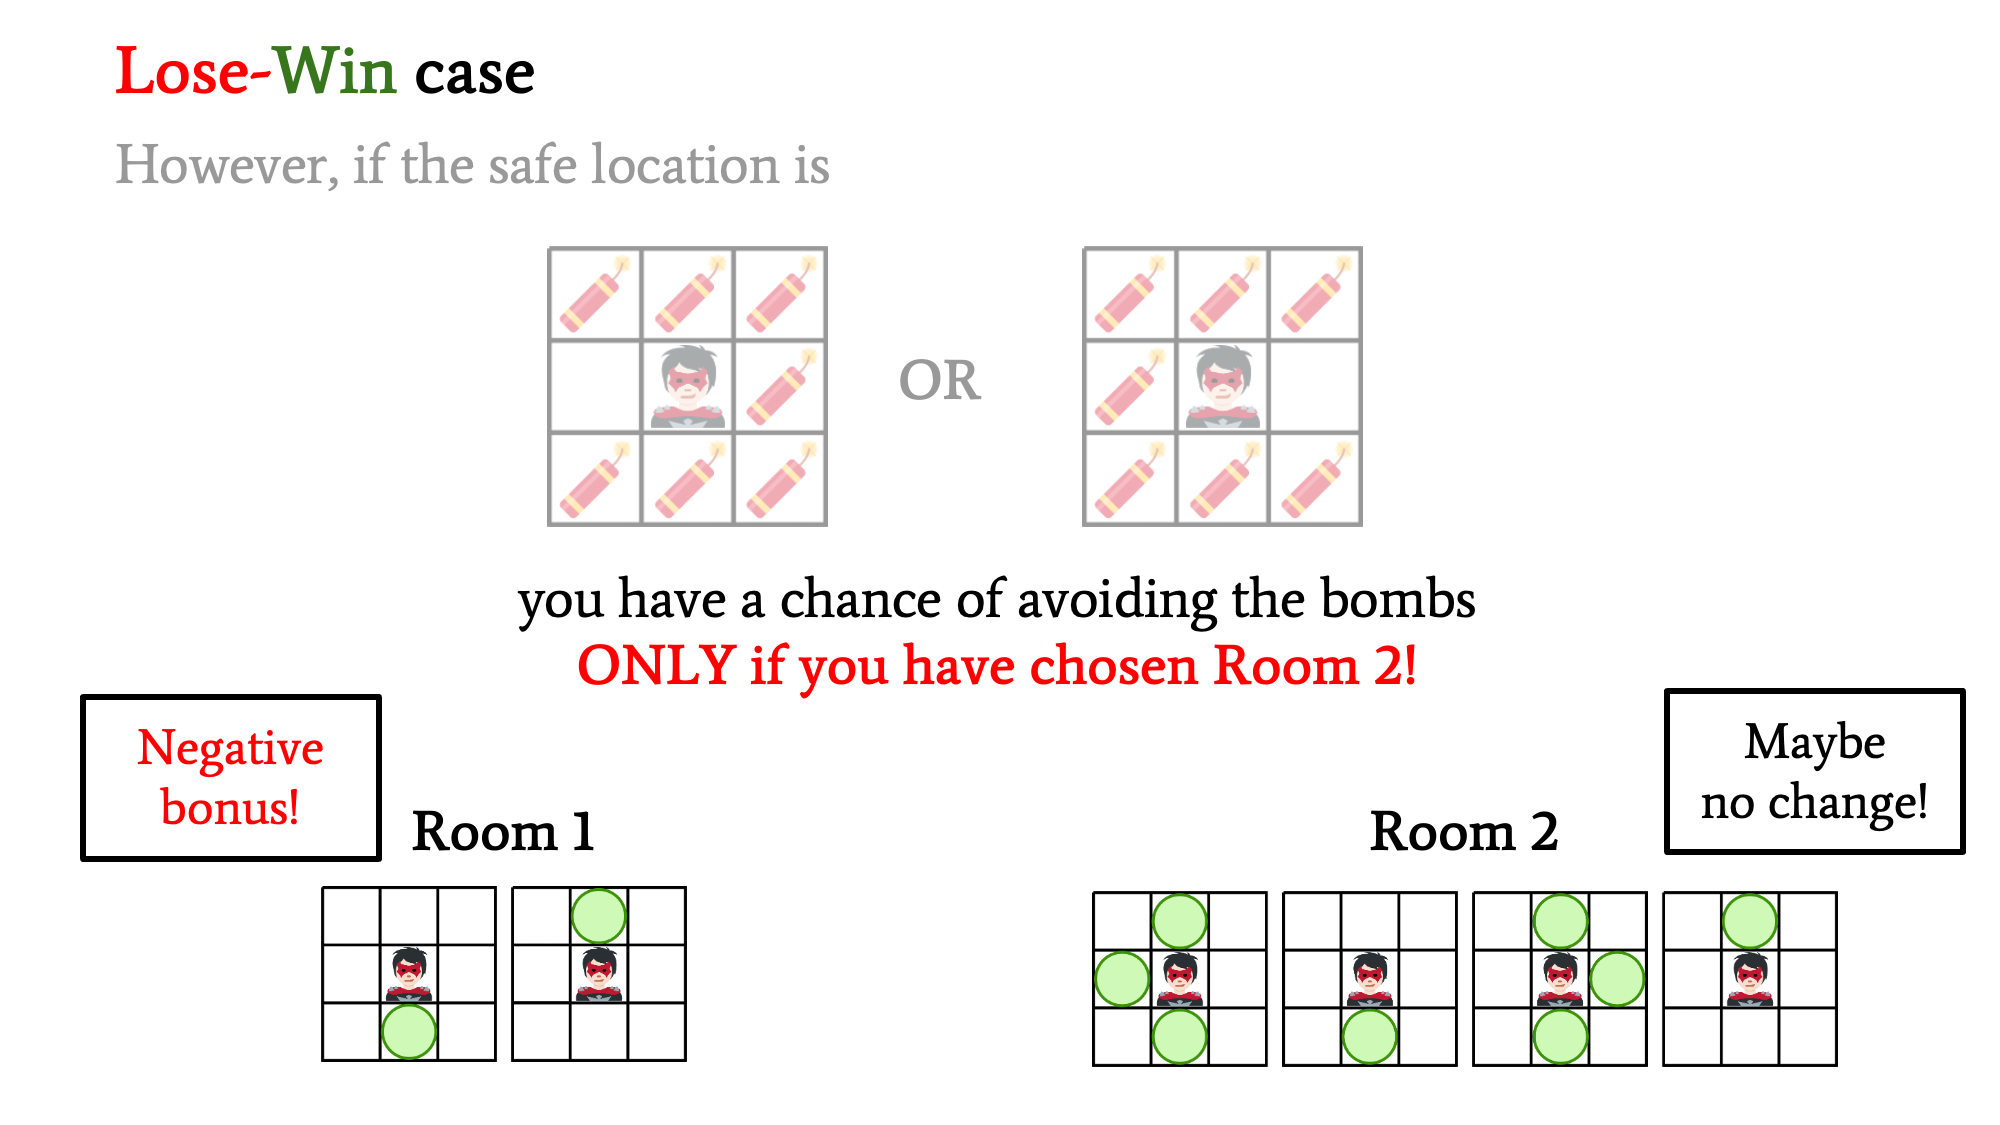 Lose-Win case
However, if the safe location is
OR
you have a chance of avoiding the bombs
ONLY if you have chosen Room 2!
Negative
bonus!
Room 1
Room 2
Maybe
no change!